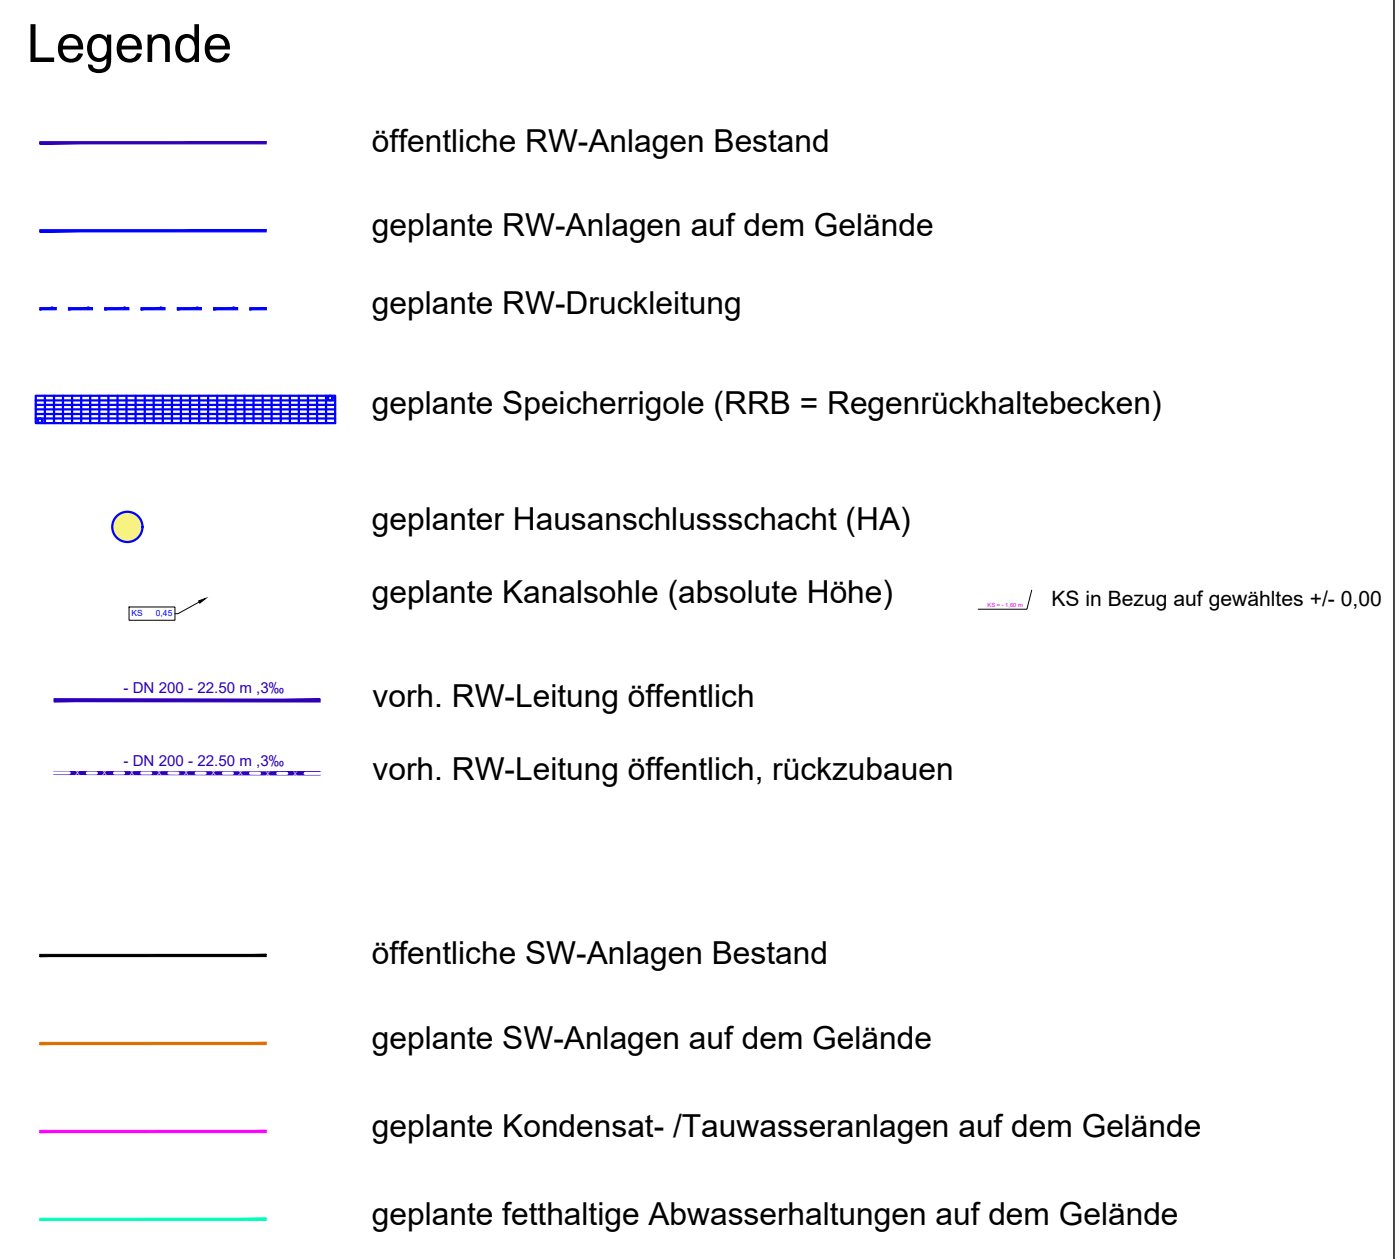 Legende
öffentliche RW-Anlagen Bestand
geplante RW-Anlagen auf dem Gelände
geplante RW-Druckleitung
geplante Speicherrigole (RRB = Regenrückhaltebecken)
geplanter Hausanschlussschacht (HA)
geplante Kanalsohle (absolute Höhe)
KS 0,45
KS = - 1,60 m
KS in Bezug auf gewähltes +/- 0,00
- DN 200 - 22.50 m ,3‰
vorh. RW-Leitung öffentlich
- DN 200 - 22.50 m ,3‰
vorh. RW-Leitung öffentlich, rückzubauen
öffentliche SW-Anlagen Bestand
geplante SW-Anlagen auf dem Gelände
geplante Kondensat- /Tauwasseranlagen auf dem Gelände
geplante fetthaltige Abwasserhaltungen auf dem Gelände